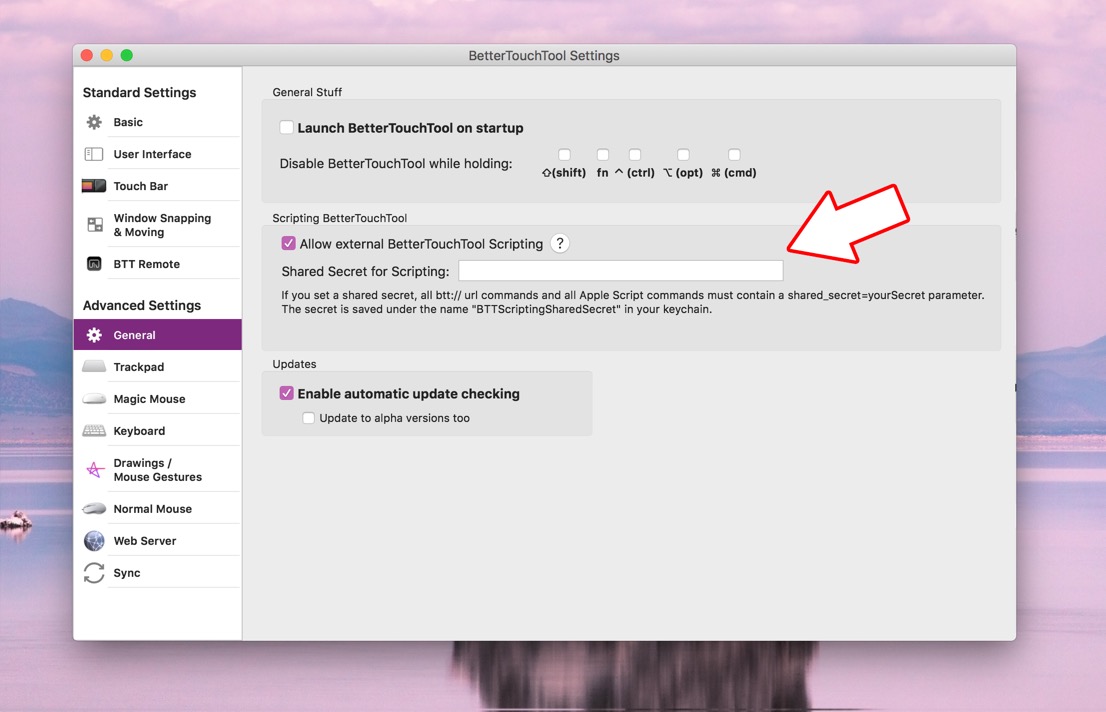 BetterTouchTool Settings
Standard Settings
Basic
User Interface
Touch Bar
Window Snapping
& Moving
BTT Remote
Advanced Settings
General
Trackpad
Magic Mouse
Keyboard
Drawings /
Mouse Gestures
Normal Mouse
Web Server
Sync
General Stuff
Launch BetterTouchTool on startup
Disable BetterTouchTool while holding:
⇧(shift) fn ^ (ctrl) ⌥ (opt) ⌘ (cmd)
Scripting BetterTouchTool
Allow external BetterTouchTool Scripting ?
Shared Secret for Scripting:
If you set a shared secret, all btt:// url commands and all Apple Script commands must contain a shared_secret=yourSecret parameter.
The secret is saved under the name "BTTScriptingSharedSecret" in your keychain.
Updates
Enable automatic update checking
Update to alpha versions too